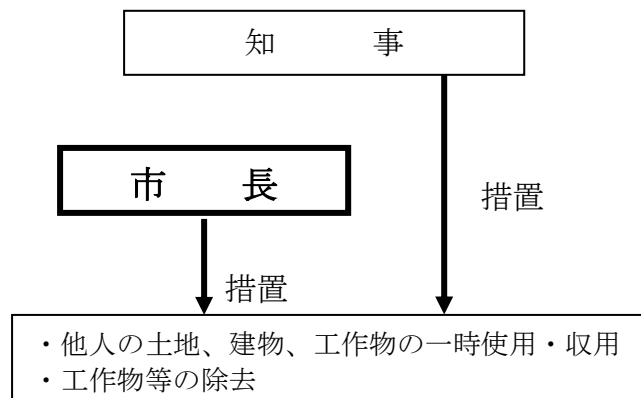 知　　　事
市　　長
措置
措置
・他人の土地、建物、工作物の一時使用・収用
・工作物等の除去